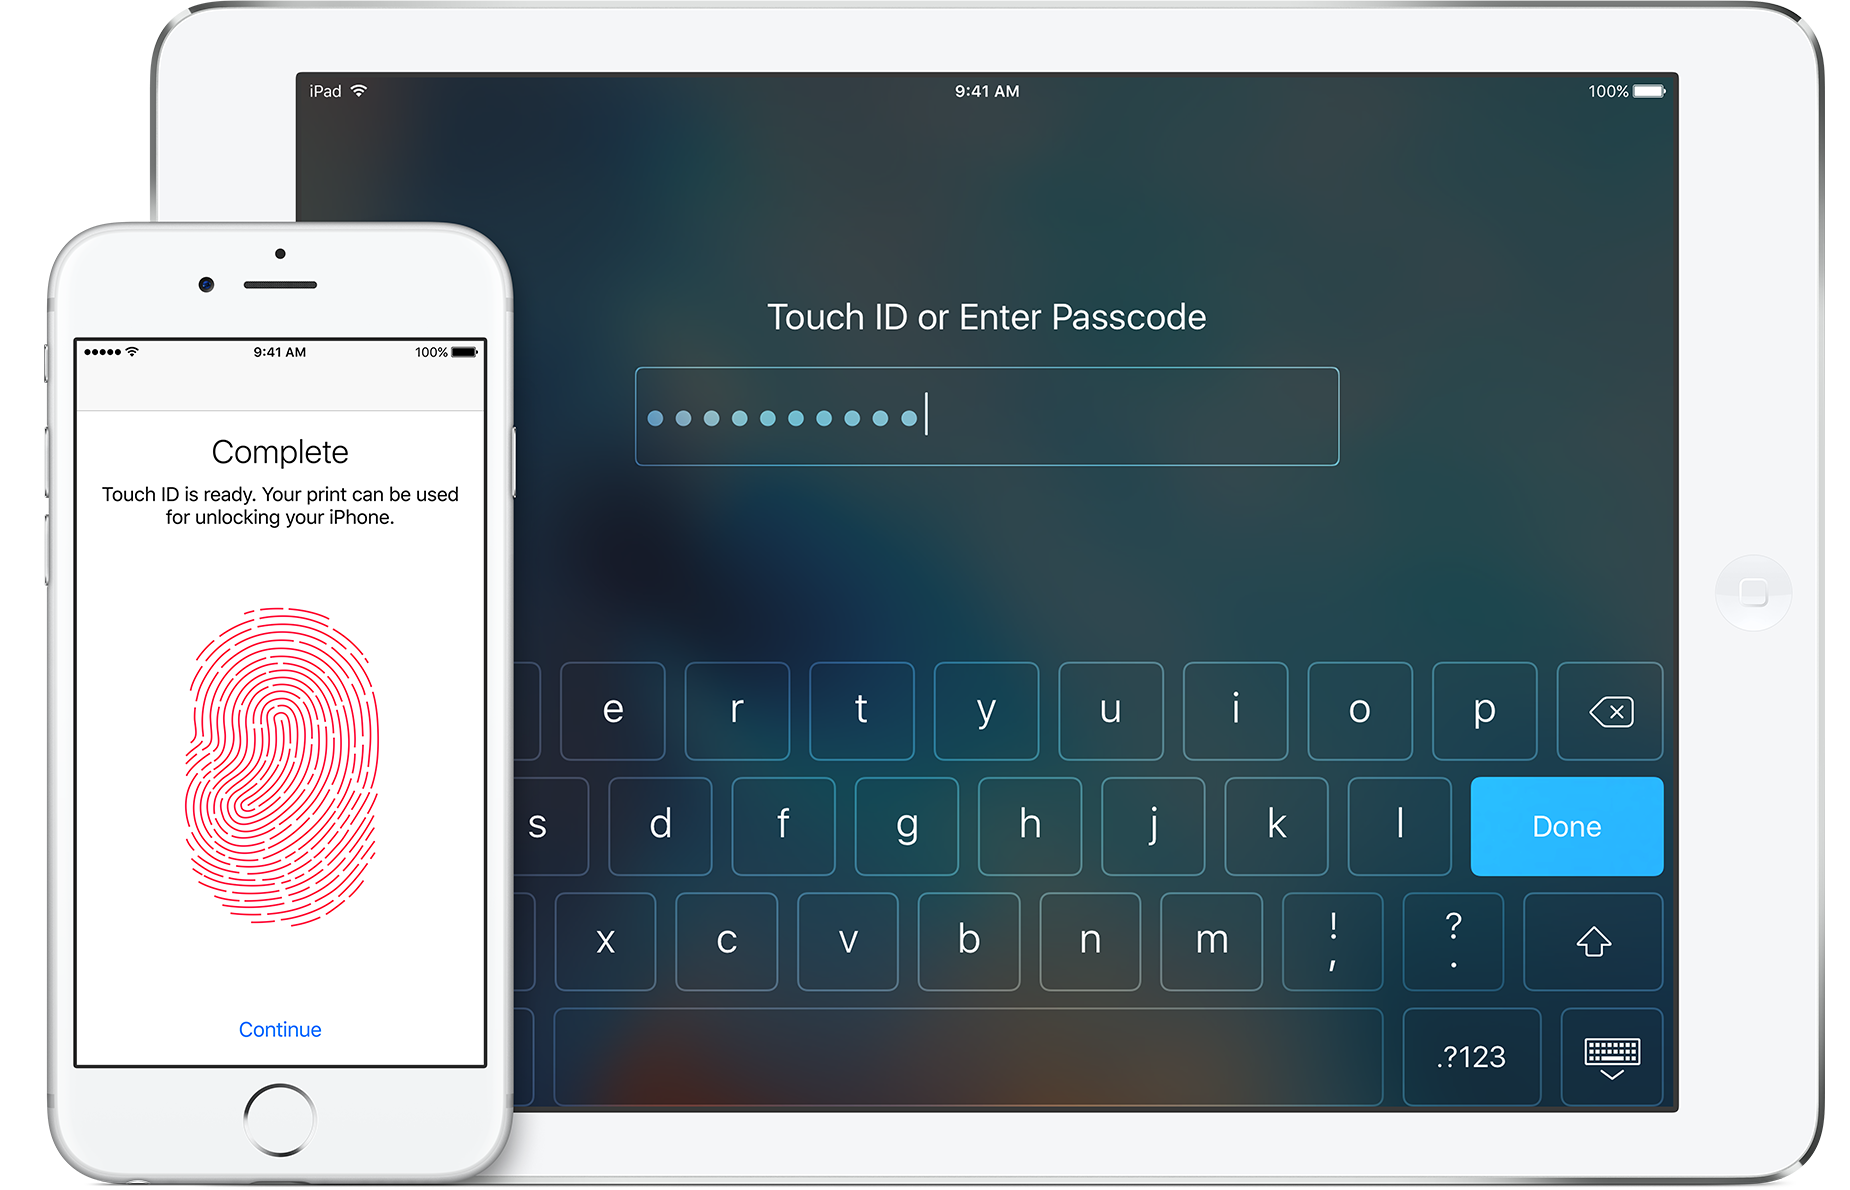 iPad 9:41 AM 100%
Touch ID or Enter Passcode
e r t y u i o p
s d f g h j k l Done
x c v b n m ! , ? .
.?123
9:41 AM 100%
Complete
Touch ID is ready. Your print can be used
for unlocking your iPhone.
Continue